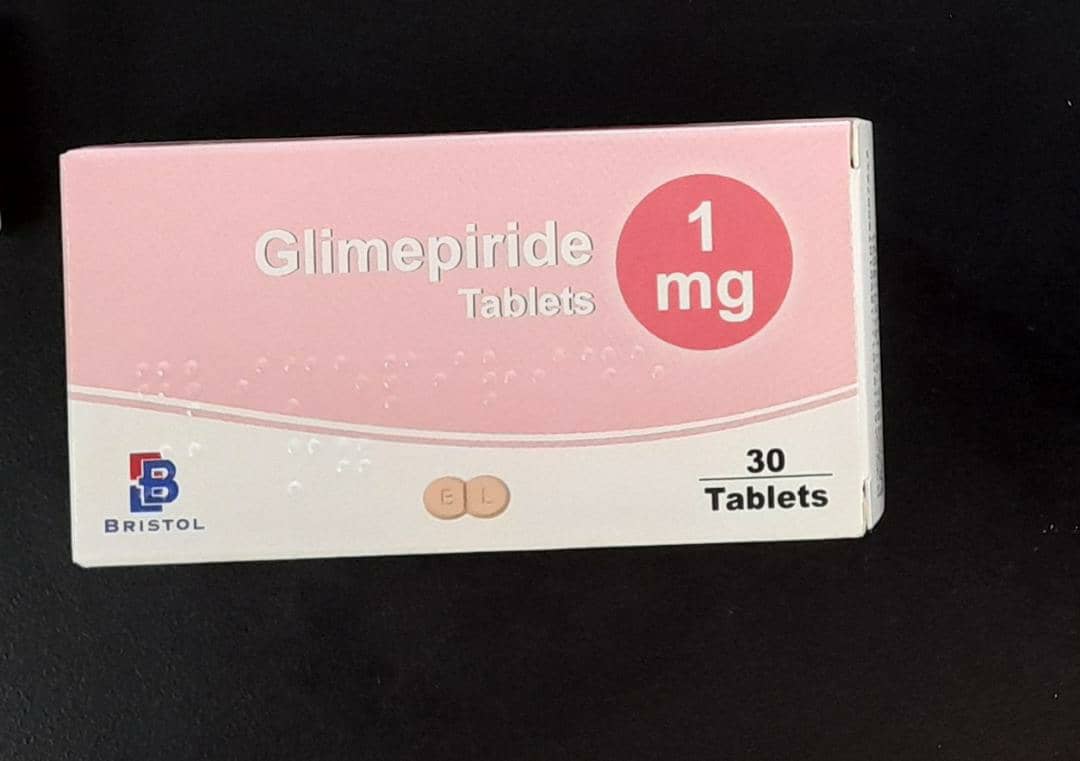 Glimepiride
Tablets
1
mg
BRISTOL
30
Tablets